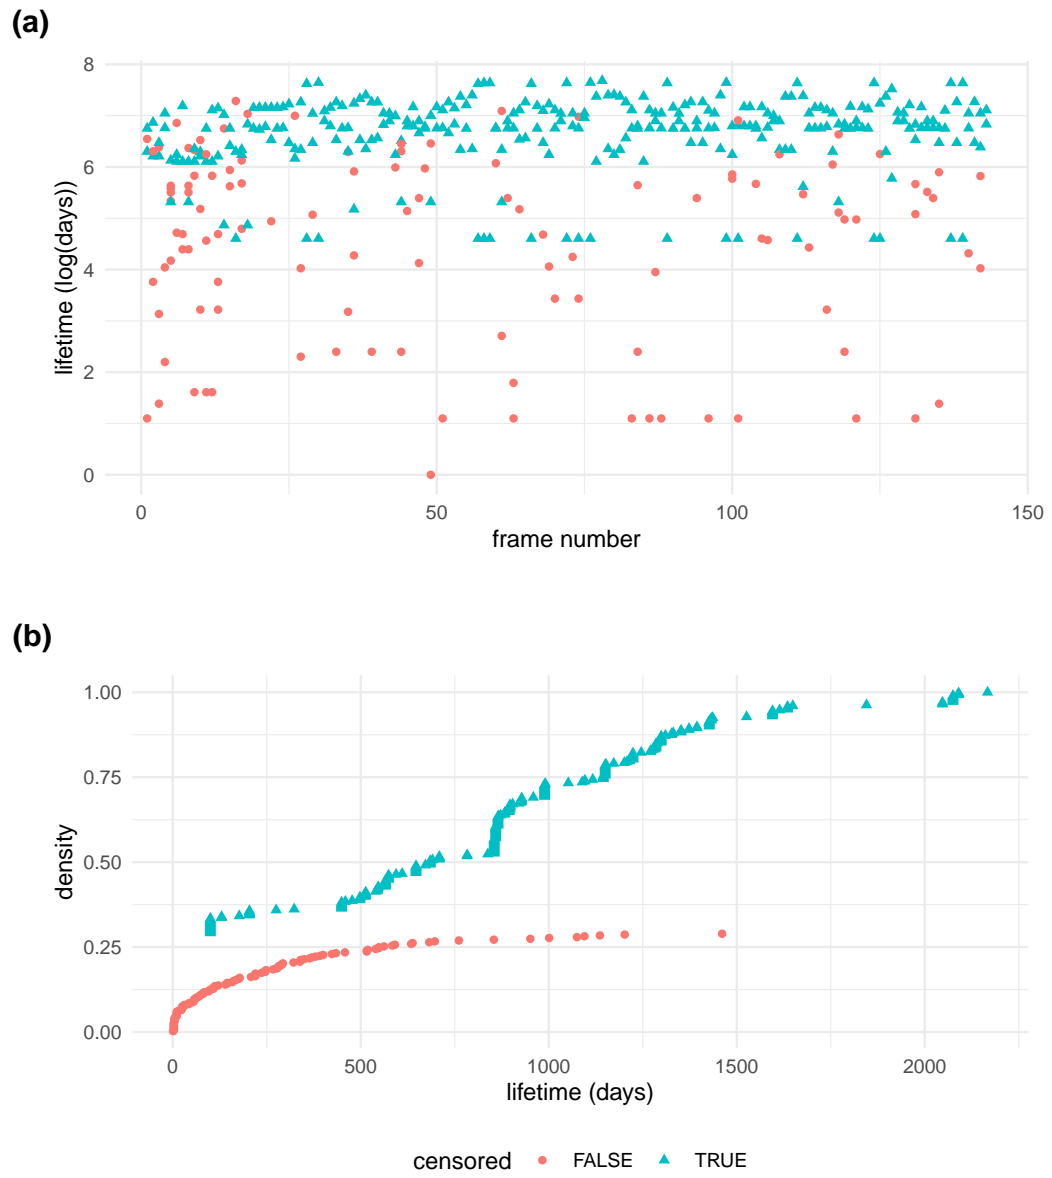 (a)
8
6
4
2
0
lifetime (log(days))
0 50 100 150
frame number
(b)
1.00
0.75
0.50
0.25
0.00
density
0 500 1000 1500 2000
lifetime (days)
censored FALSE TRUE